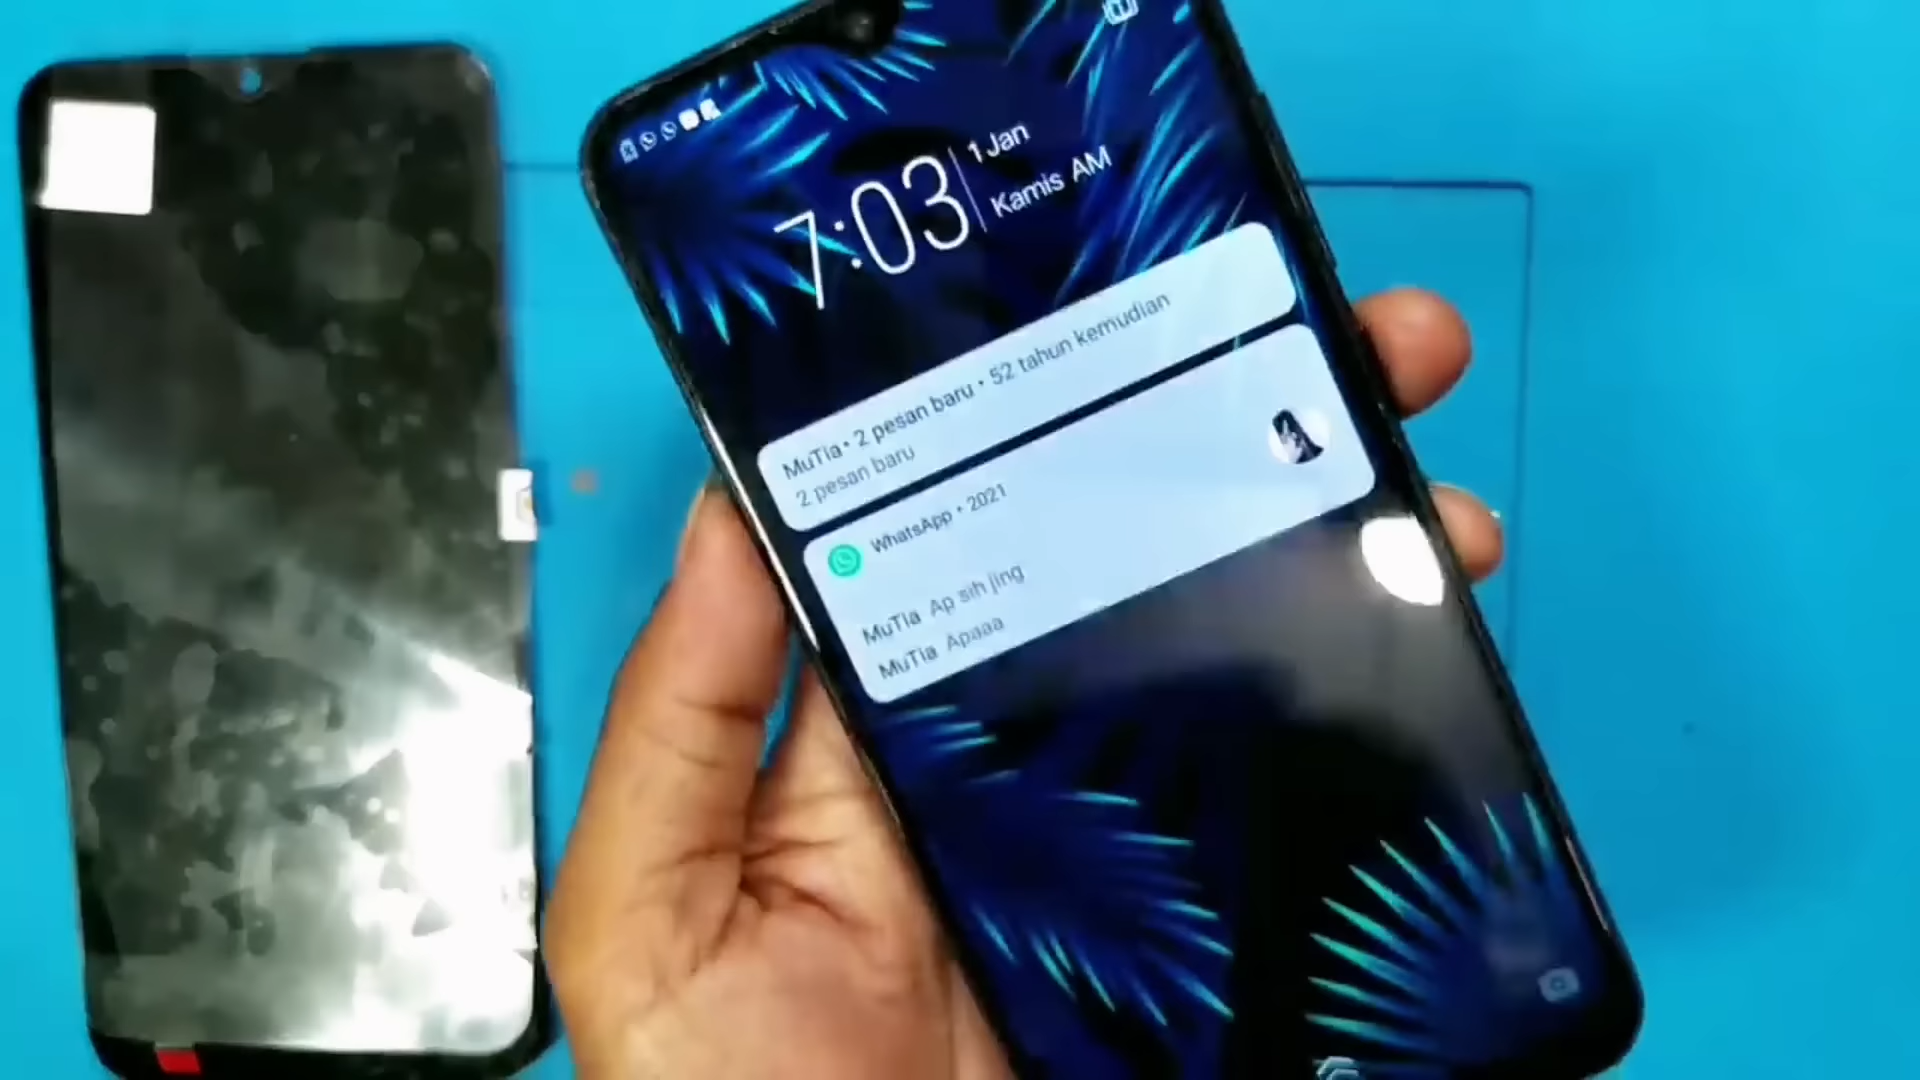 7:03
1 Jan
Kamis AM
MuTia • 2 pesan baru • 52 tahun kemudian
2 pesan baru
WhatsApp • 2021
MuTia Ap sih jing
MuTia Apaaa